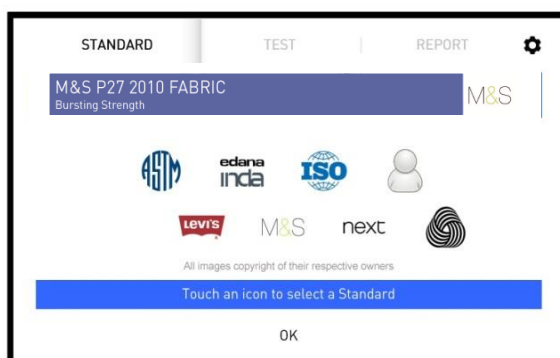 STANDARD TEST REPORT
M&S P27 2010 FABRIC
Bursting Strength
M&S
ASTM edana inda ISO
LEVI'S M&S next
All images copyright of their respective owners
Touch an icon to select a Standard
OK